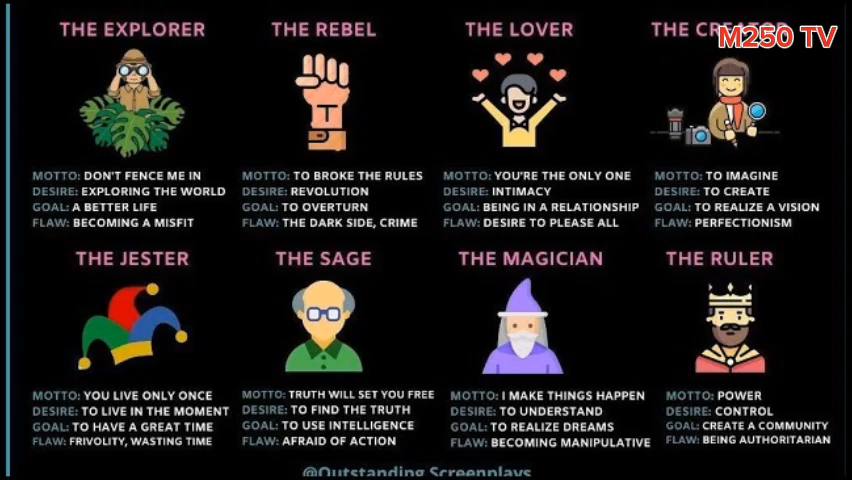 THE EXPLORER
THE REBEL
THE LOVER
THE CREATOR
M250 TV
MOTTO: DON'T FENCE ME IN
DESIRE: EXPLORING THE WORLD
GOAL: A BETTER LIFE
FLAW: BECOMING A MISFIT
MOTTO: TO BROKE THE RULES
DESIRE: REVOLUTION
GOAL: TO OVERTURN
FLAW: THE DARK SIDE, CRIME
MOTTO: YOU'RE THE ONLY ONE
DESIRE: INTIMACY
GOAL: BEING IN A RELATIONSHIP
FLAW: DESIRE TO PLEASE ALL
MOTTO: TO IMAGINE
DESIRE: TO CREATE
GOAL: TO REALIZE A VISION
FLAW: PERFECTIONISM
THE JESTER
THE SAGE
THE MAGICIAN
THE RULER
MOTTO: YOU LIVE ONLY ONCE
DESIRE: TO LIVE IN THE MOMENT
GOAL: TO HAVE A GREAT TIME
FLAW: FRIVOLITY, WASTING TIME
MOTTO: TRUTH WILL SET YOU FREE
DESIRE: TO FIND THE TRUTH
GOAL: TO USE INTELLIGENCE
FLAW: AFRAID OF ACTION
MOTTO: I MAKE THINGS HAPPEN
DESIRE: TO UNDERSTAND
GOAL: TO REALIZE DREAMS
FLAW: BECOMING MANIPULATIVE
MOTTO: POWER
DESIRE: CONTROL
GOAL: CREATE A COMMUNITY
FLAW: BEING AUTHORITARIAN
@Outstanding Screenplays